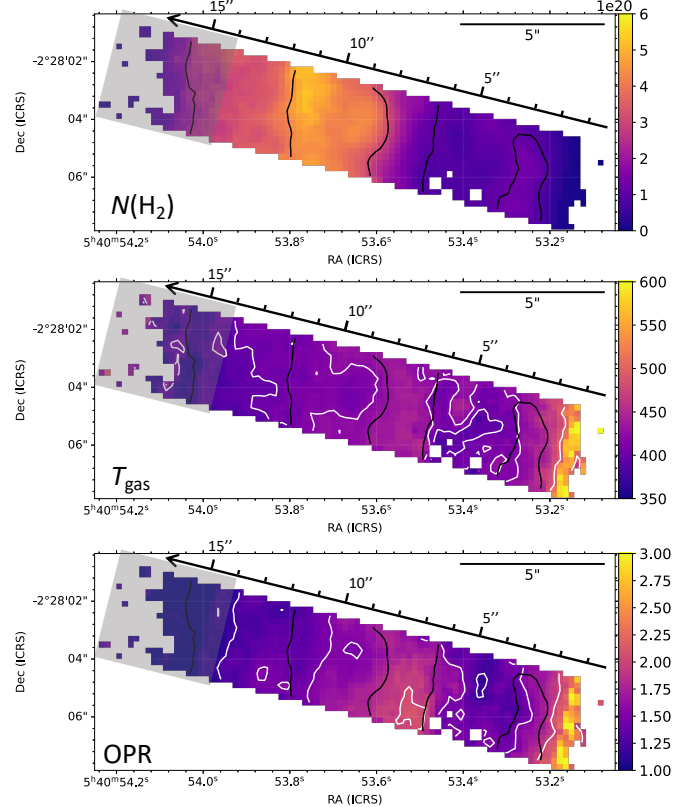 1e20
15’’
10’’
5’’
5"
-2°28'02"
04"
06"
Dec (ICRS)
N(H₂)
6
5
4
3
2
1
0
5ʰ40ᵐ54.2ˢ
54.0ˢ
53.8ˢ
53.6ˢ
53.4ˢ
53.2ˢ
RA (ICRS)
15’’
10’’
5’’
5"
-2°28'02"
04"
06"
Dec (ICRS)
T_gas
600
550
500
450
400
350
5ʰ40ᵐ54.2ˢ
54.0ˢ
53.8ˢ
53.6ˢ
53.4ˢ
53.2ˢ
RA (ICRS)
15’’
10’’
5’’
5"
-2°28'02"
04"
06"
Dec (ICRS)
OPR
3.00
2.75
2.50
2.25
2.00
1.75
1.50
1.25
1.00
5ʰ40ᵐ54.2ˢ
54.0ˢ
53.8ˢ
53.6ˢ
53.4ˢ
53.2ˢ
RA (ICRS)